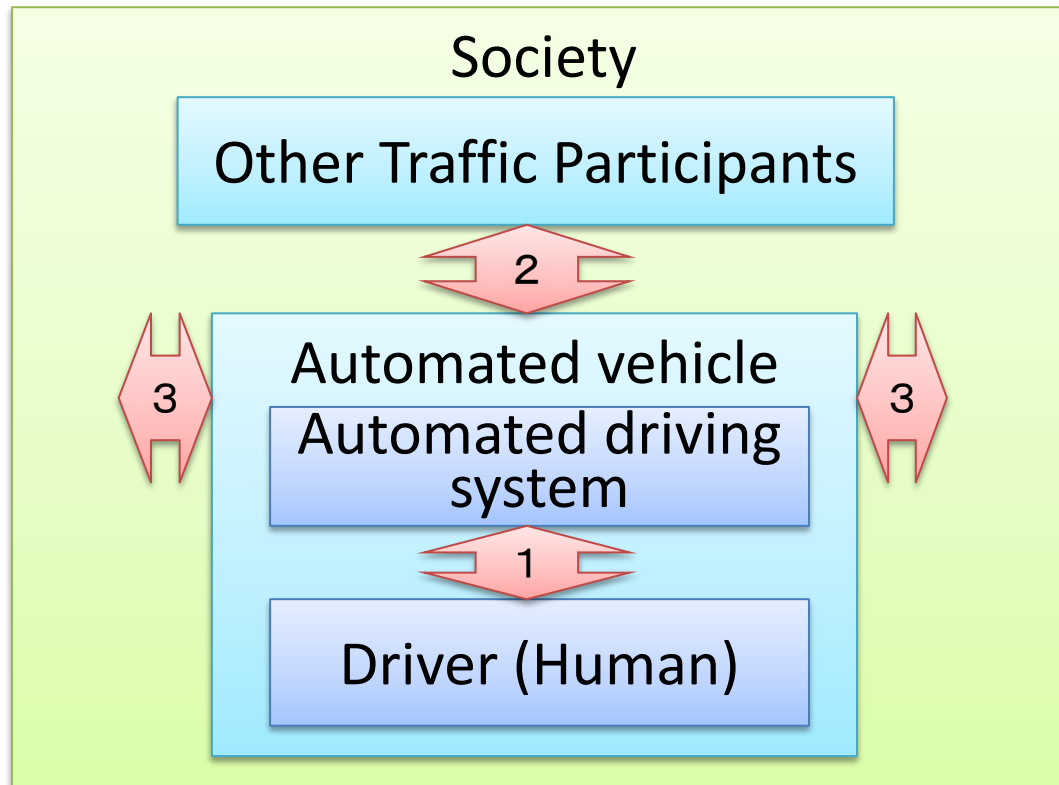 Society
Other Traffic Participants
2
Automated vehicle
3
3
Automated driving
system
1
Driver (Human)